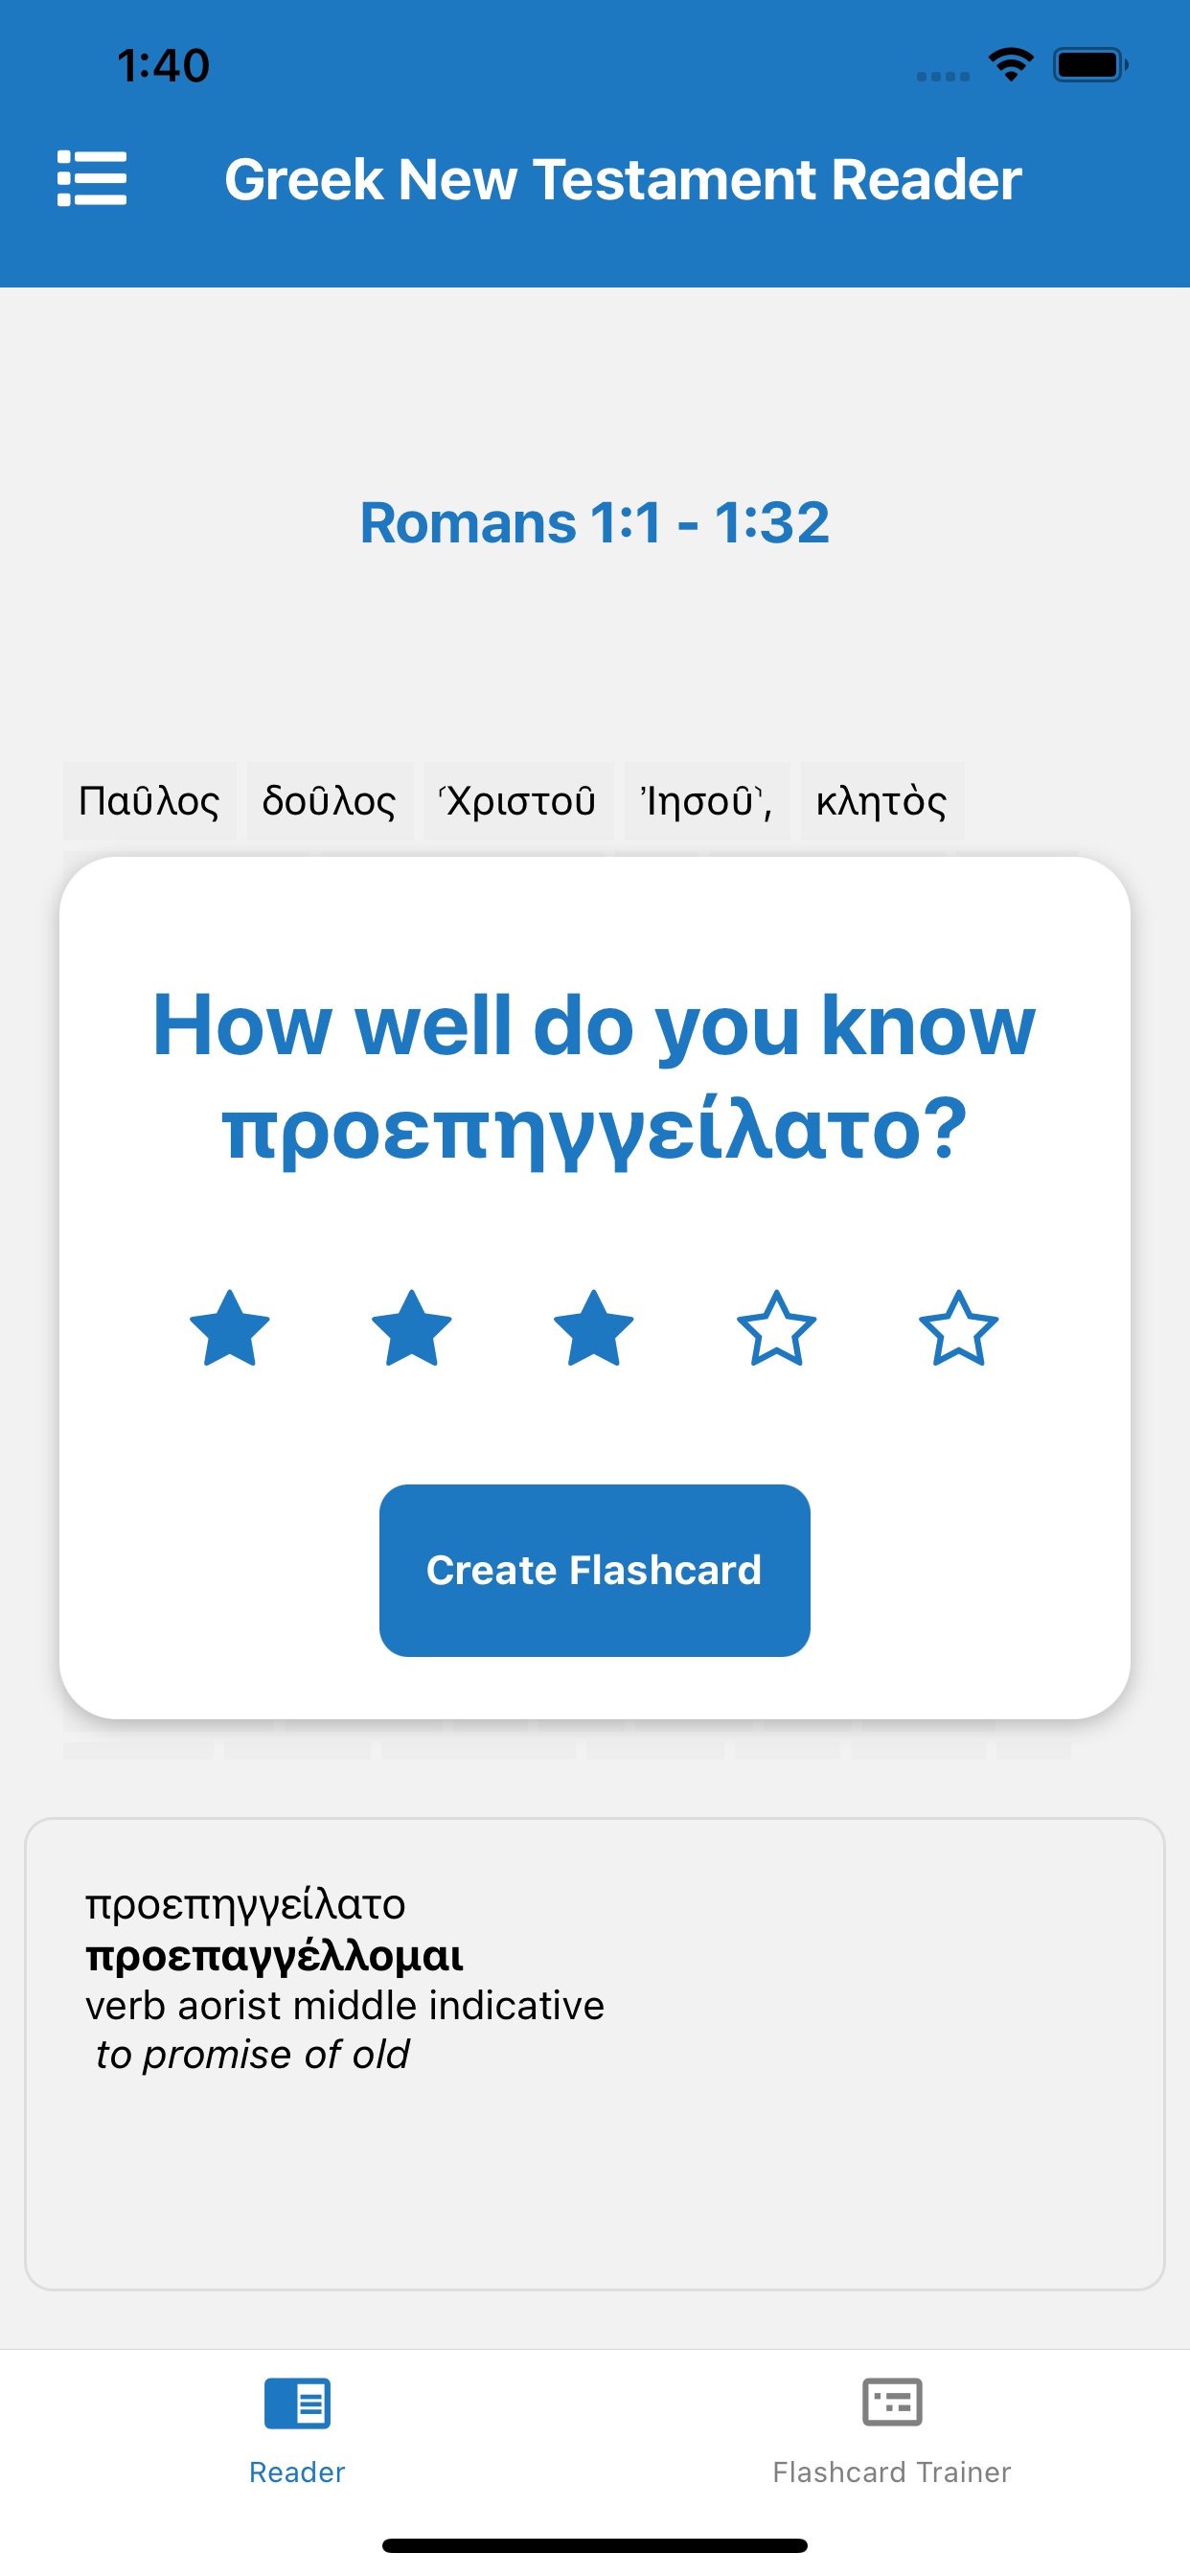 1:40
Greek New Testament Reader
Romans 1:1 - 1:32
Παῦλος δοῦλος ⸂Χριστοῦ Ἰησοῦ⸃, κλητὸς
How well do you know
προεπηγγείλατο?
Create Flashcard
προεπηγγείλατο
προεπαγγέλλομαι
verb aorist middle indicative
to promise of old
Reader
Flashcard Trainer